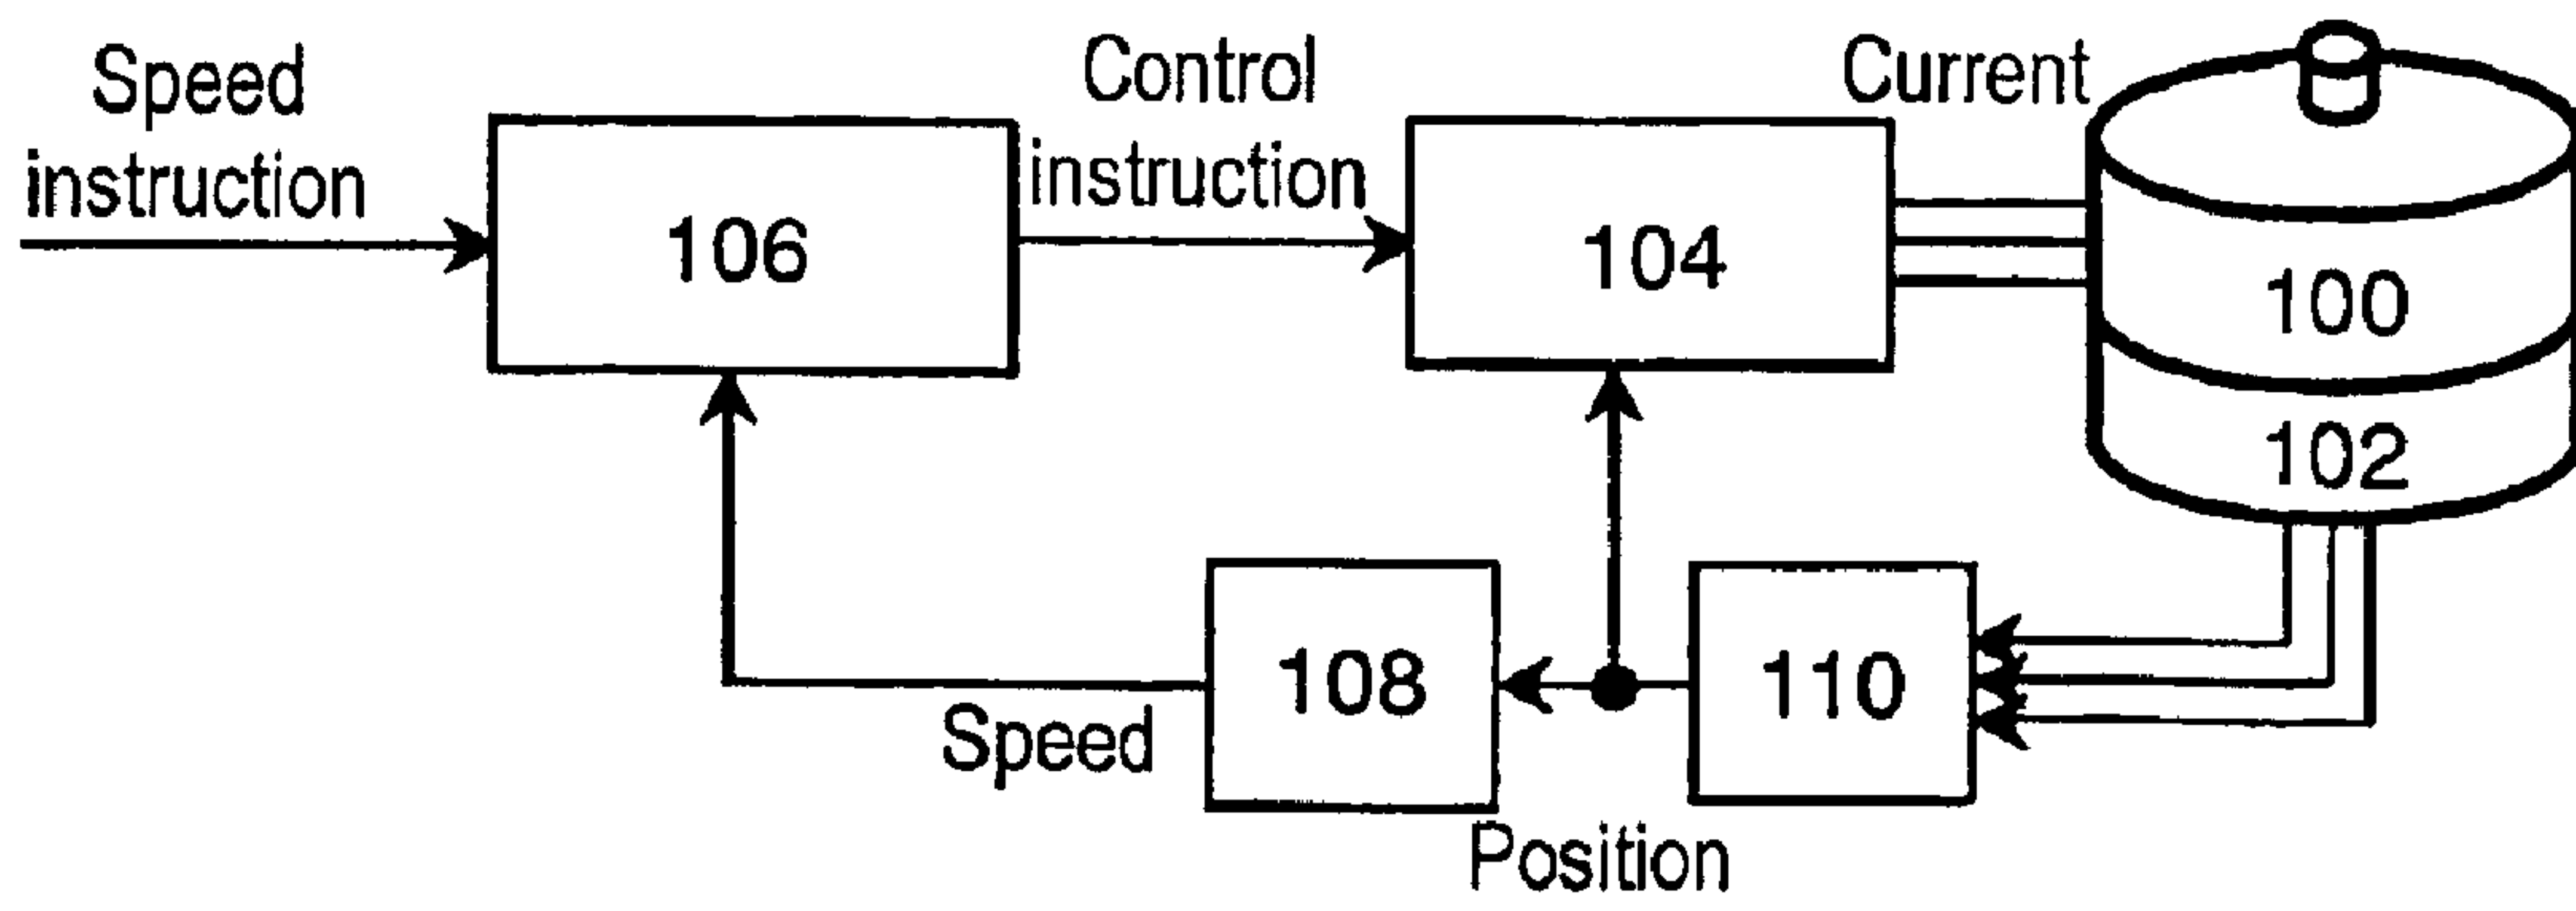 Speed
instruction
106
Control
instruction
104
Current
100
102
108
110
Speed
Position